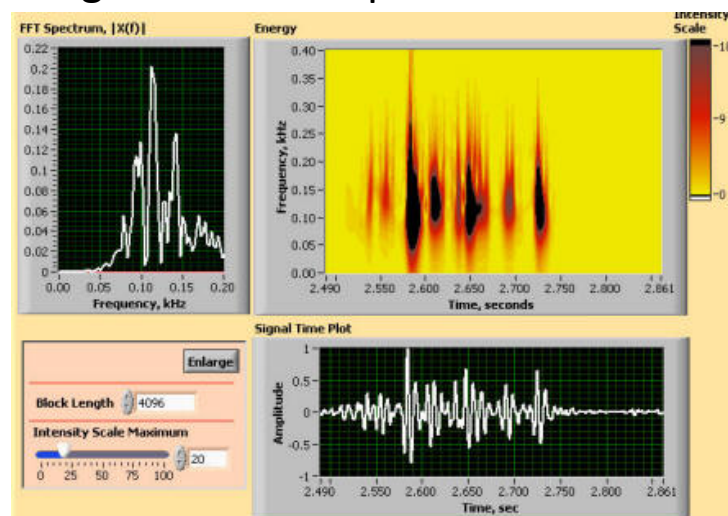 FFT Spectrum, |X(f)|
0.22
0.2
0.18
0.16
0.14
0.12
0.1
0.08
0.06
0.04
0.02
0
0.00 0.05 0.10 0.15 0.20
Frequency, kHz
Energy
Frequency, kHz
0.40
0.35
0.30
0.25
0.20
0.15
0.10
0.05
0.00
2.490 2.550 2.600 2.650 2.700 2.750 2.800 2.861
Time, seconds
Intensity
Scale
-9
-0
Enlarge
Block Length 4096
Intensity Scale Maximum
20
0 25 50 75 100
Signal Time Plot
Amplitude
1
0.5
0
-0.5
-1
2.490 2.550 2.600 2.650 2.700 2.750 2.800 2.861
Time, sec